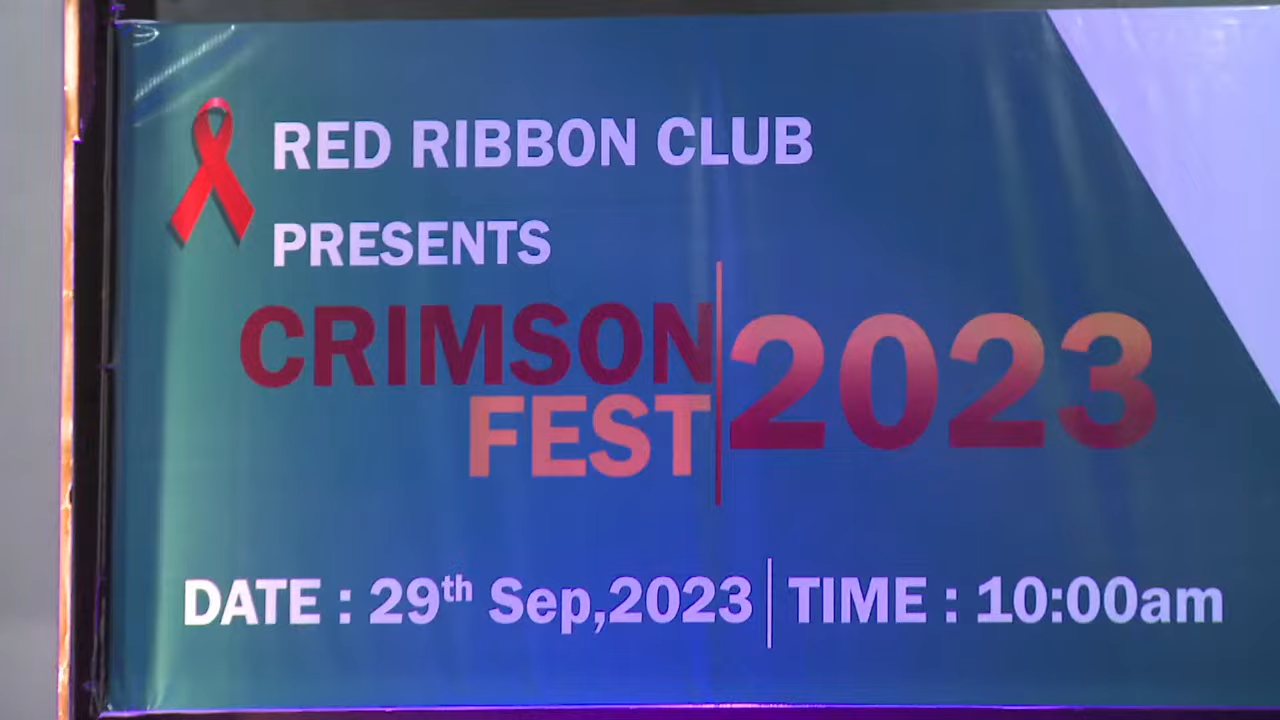 RED RIBBON CLUB
PRESENTS
CRIMSON
FEST
2023
DATE : 29th Sep,2023 | TIME : 10:00am